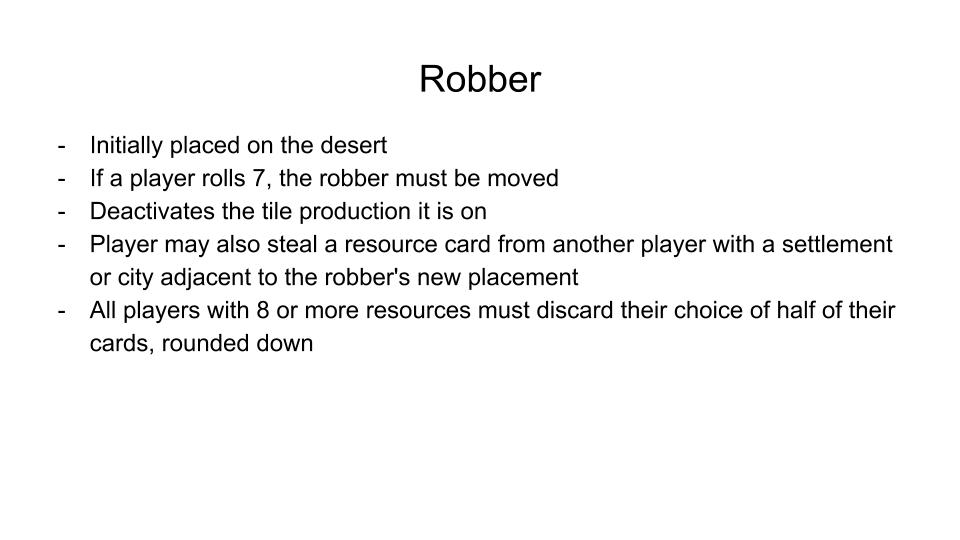 Robber
- Initially placed on the desert
- If a player rolls 7, the robber must be moved
- Deactivates the tile production it is on
- Player may also steal a resource card from another player with a settlement
or city adjacent to the robber's new placement
- All players with 8 or more resources must discard their choice of half of their
cards, rounded down